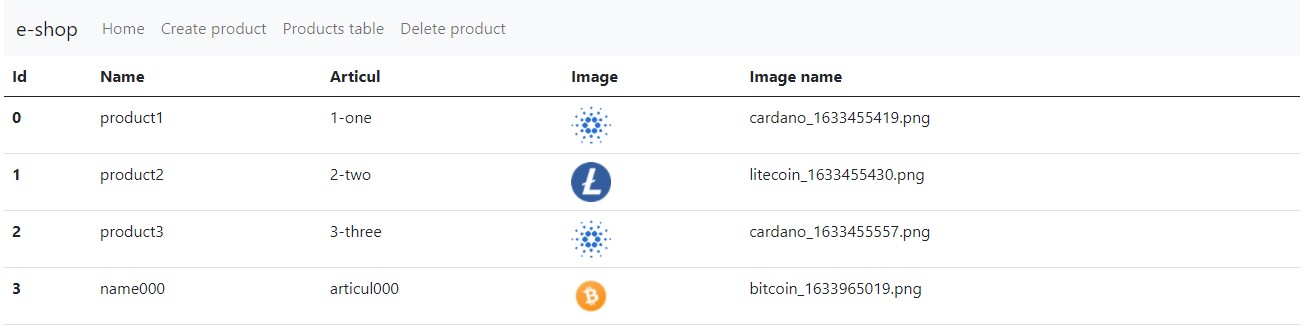 e-shop Home Create product Products table Delete product
Id Name Articul Image Image name
0 product1 1-one cardano_1633455419.png
1 product2 2-two litecoin_1633455430.png
2 product3 3-three cardano_1633455557.png
3 name000 articul000 bitcoin_1633965019.png